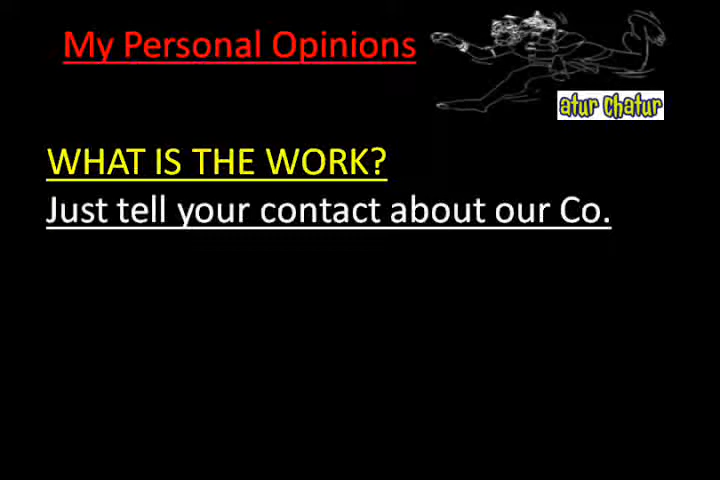 My Personal Opinions
atur Chatur
WHAT IS THE WORK?
Just tell your contact about our Co.